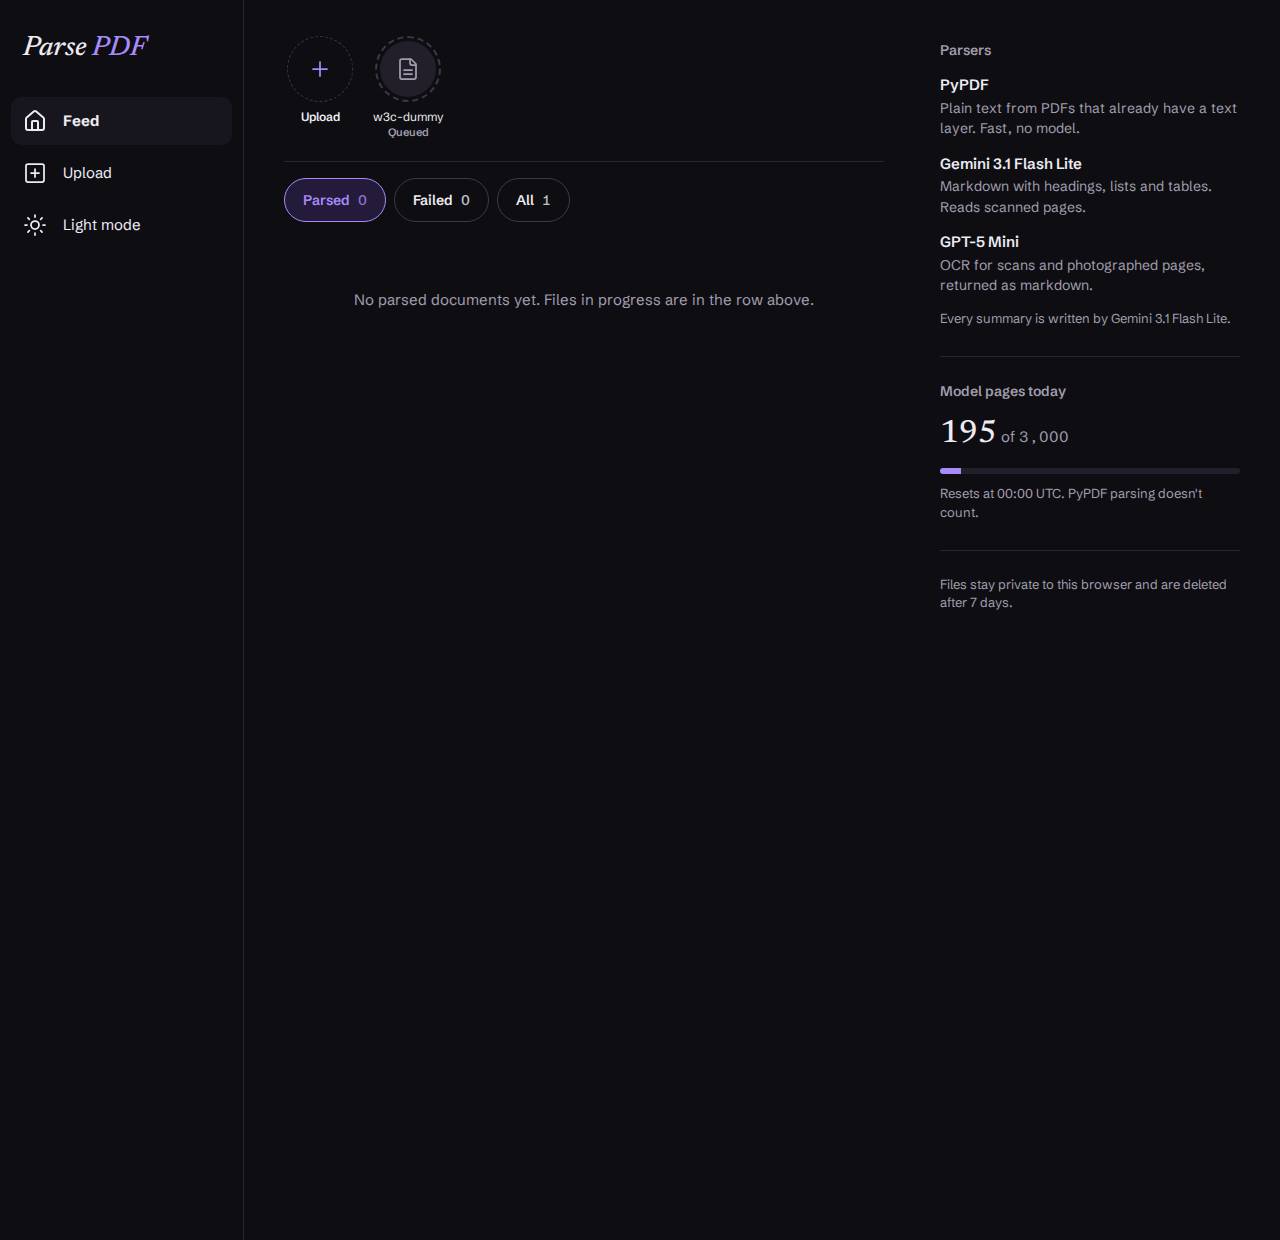 Parse PDF
Feed
Upload
Light mode
Upload
w3c-dummy
Queued
Parsed 0
Failed 0
All 1
No parsed documents yet. Files in progress are in the row above.
Parsers
PyPDF
Plain text from PDFs that already have a text
layer. Fast, no model.
Gemini 3.1 Flash Lite
Markdown with headings, lists and tables.
Reads scanned pages.
GPT-5 Mini
OCR for scans and photographed pages,
returned as markdown.
Every summary is written by Gemini 3.1 Flash Lite.
Model pages today
195 of 3,000
Resets at 00:00 UTC. PyPDF parsing doesn't
count.
Files stay private to this browser and are deleted
after 7 days.